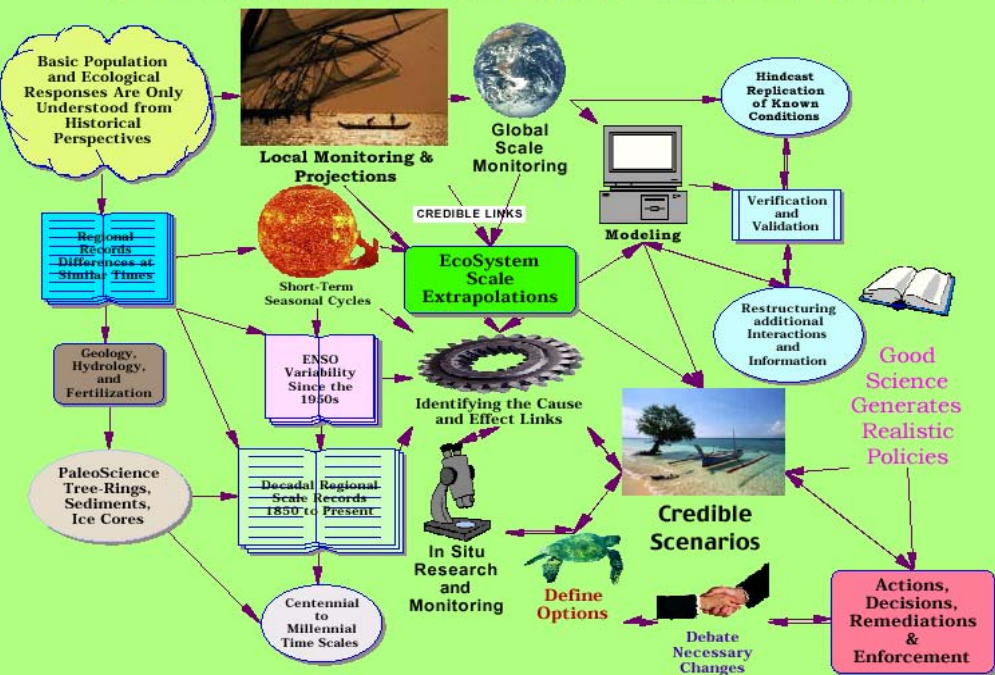 Basic Population
and Ecological
Responses Are Only
Understood from
Historical
Perspectives
Local Monitoring &
Projections
Global
Scale
Monitoring
Hindcast
Replication
of Known
Conditions
CREDIBLE LINKS
Modeling
Verification
and
Validation
Regional
Records
Differences at
Similar Times
Short-Term
Seasonal Cycles
EcoSystem
Scale
Extrapolations
Restructuring
additional
Interactions
and
Information
Good
Science
Generates
Realistic
Policies
Geology,
Hydrology,
and
Fertilization
ENSO
Variability
Since the
1950s
Identifying the Cause
and Effect Links
PaleoScience
Tree-Rings,
Sediments,
Ice Cores
Decadal Regional
Scale Records
1850 to Present
In Situ
Research
and
Monitoring
Credible
Scenarios
Define
Options
Centennial
to
Millennial
Time Scales
Debate
Necessary
Changes
Actions,
Decisions,
Remediations
&
Enforcement